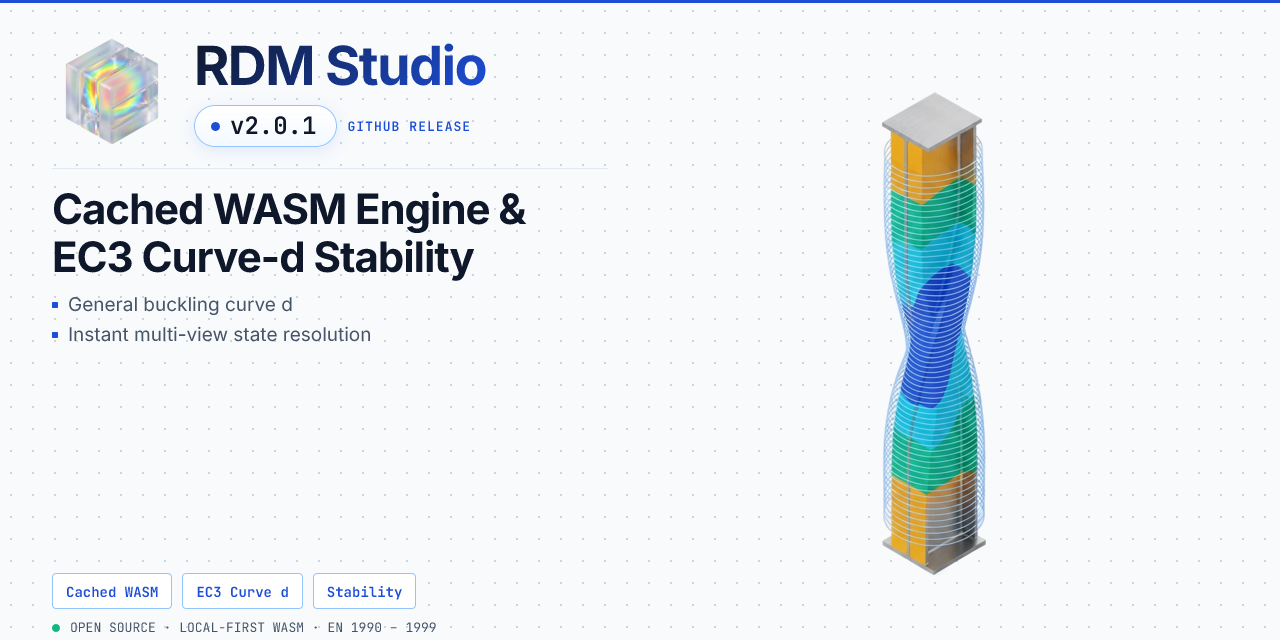 RDM Studio
v2.0.1 GITHUB RELEASE
Cached WASM Engine &
EC3 Curve-d Stability
General buckling curve d
Instant multi-view state resolution
Cached WASM EC3 Curve d Stability
OPEN SOURCE · LOCAL-FIRST WASM · EN 1990 – 1999